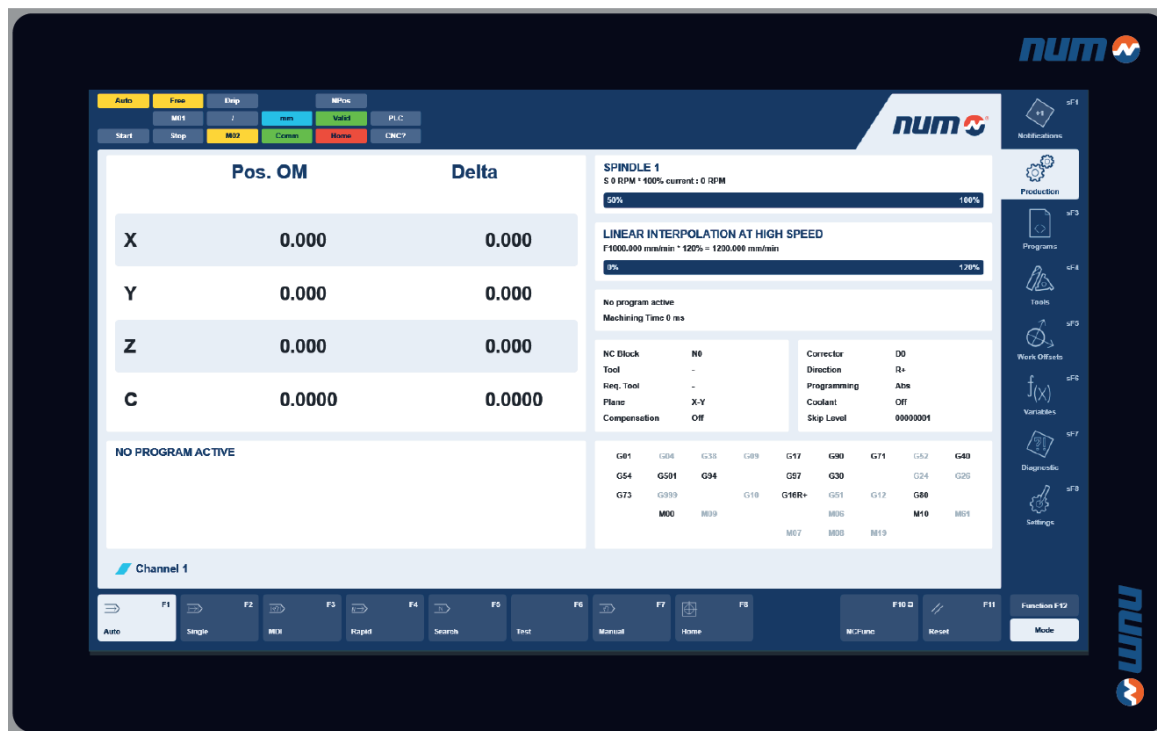 num
Auto Free Drip NPos
M01 / mm Valid PLC
Start Stop M02 Comm Home CNC?
num
Pos. OM Delta
X 0.000 0.000
Y 0.000 0.000
Z 0.000 0.000
C 0.0000 0.0000
NO PROGRAM ACTIVE
SPINDLE 1
S 0 RPM * 100% current : 0 RPM
50% 100%
LINEAR INTERPOLATION AT HIGH SPEED
F1000.000 mm/min * 120% = 1200.000 mm/min
0% 120%
No program active
Machining Time 0 ms
NC Block N0
Tool -
Req. Tool -
Plane X-Y
Compensation Off
Corrector D0
Direction R+
Programming Abs
Coolant Off
Skip Level 00000001
G01 G04 G38 G09 G17 G90 G71 G52 G40
G54 G501 G94 G97 G30 G24 G26
G73 G999 G10 G16R+ G51 G12 G80
M00 M09 M06 M10 M61
M07 M08 M19
Channel 1
sF1
+1
Notifications
Production
sF3
Programs
sF4
Tools
sF5
Work Offsets
sF6
f(x)
Variables
sF7
Diagnostic
sF8
Settings
F1 F2 F3 F4 F5 F6 F7 F8 F10 F11 Function F12
Auto Single MDI Rapid Search Test Manual Home NCFunc Reset Mode
num